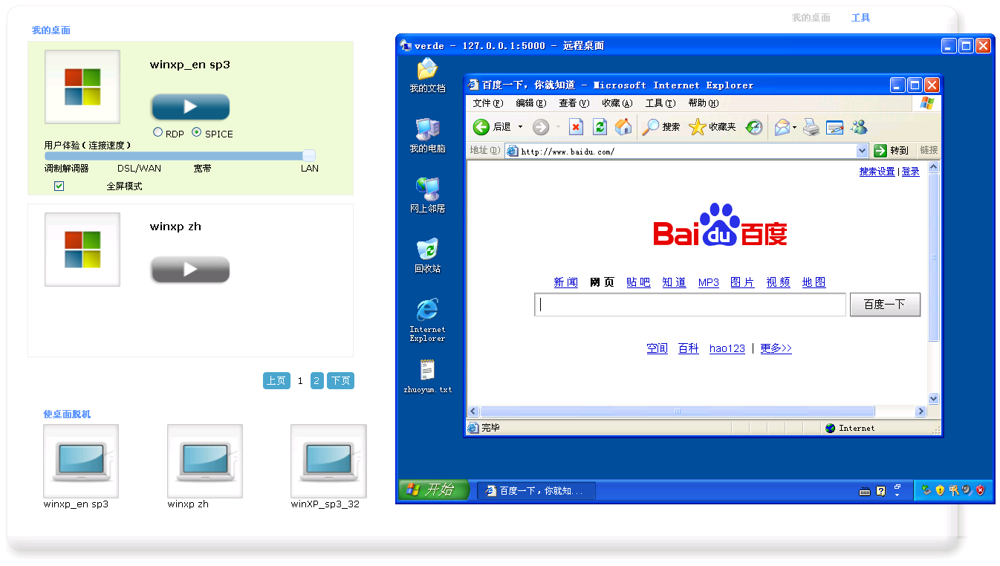 我的桌面 工具
我的桌面
winxp_en sp3
RDP SPICE
用户体验(连接速度)
调制解调器 DSL/WAN 宽带 LAN
全屏模式
winxp zh
上页 1 2 下页
使桌面脱机
winxp_en sp3 winxp zh winXP_sp3_32
verde - 127.0.0.1:5000 - 远程桌面
我的文档
我的电脑
网上邻居
回收站
Internet
Explorer
zhuoyum.txt
百度一下，你就知道 - Microsoft Internet Explorer
文件(F) 编辑(E) 查看(V) 收藏(A) 工具(T) 帮助(H)
后退 搜索 收藏夹
地址(D) http://www.baidu.com/ 转到 链接
搜索设置 | 登录
Bai du 百度
新闻 网页 贴吧 知道 MP3 图片 视频 地图
百度一下
空间 百科 hao123 | 更多>>
完毕 Internet
开始 百度一下，你就知...